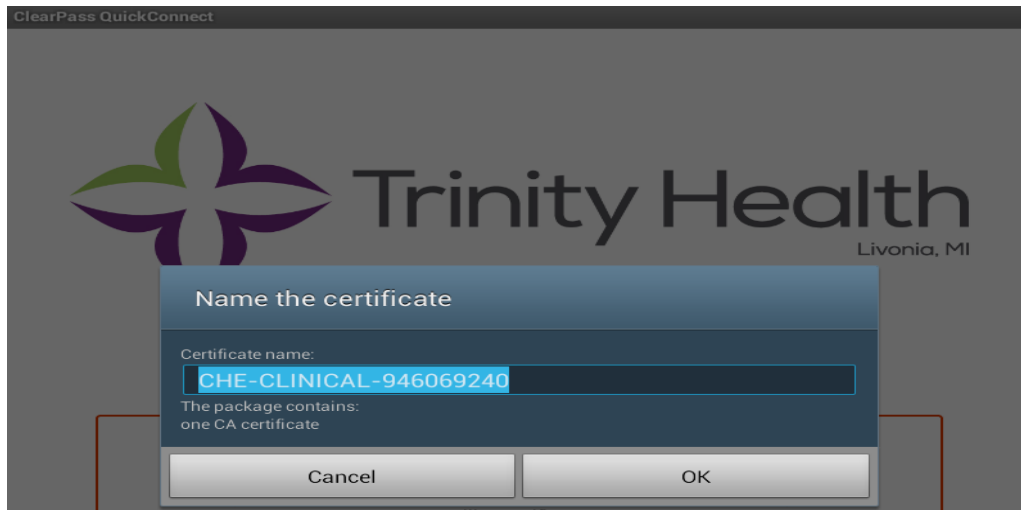 ClearPass QuickConnect
Trinity Health
Livonia, MI
Name the certificate
Certificate name:
CHE-CLINICAL-946069240
The package contains:
one CA certificate
Cancel OK